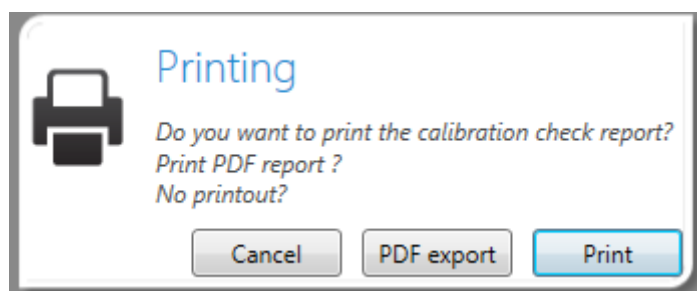 Printing
Do you want to print the calibration check report?
Print PDF report ?
No printout?
Cancel PDF export Print